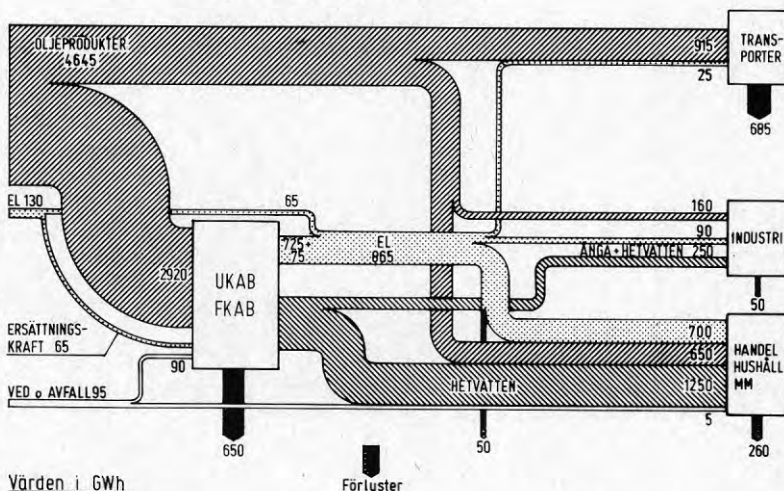 OLJEPRODUKTER
4645
915
25
TRANS-
PORTER
685
EL 130
65
160
90
ÅNGA+HETVATTEN 250
INDUSTRI
50
725+
75
EL
865
2920
UKAB
FKAB
ERSÄTTNINGS-
KRAFT 65
90
VED o AVFALL95
700
650
HETVATTEN
1250
5
HANDEL
HUSHÅLL
MM
650
50
260
Värden i GWh
Förluster